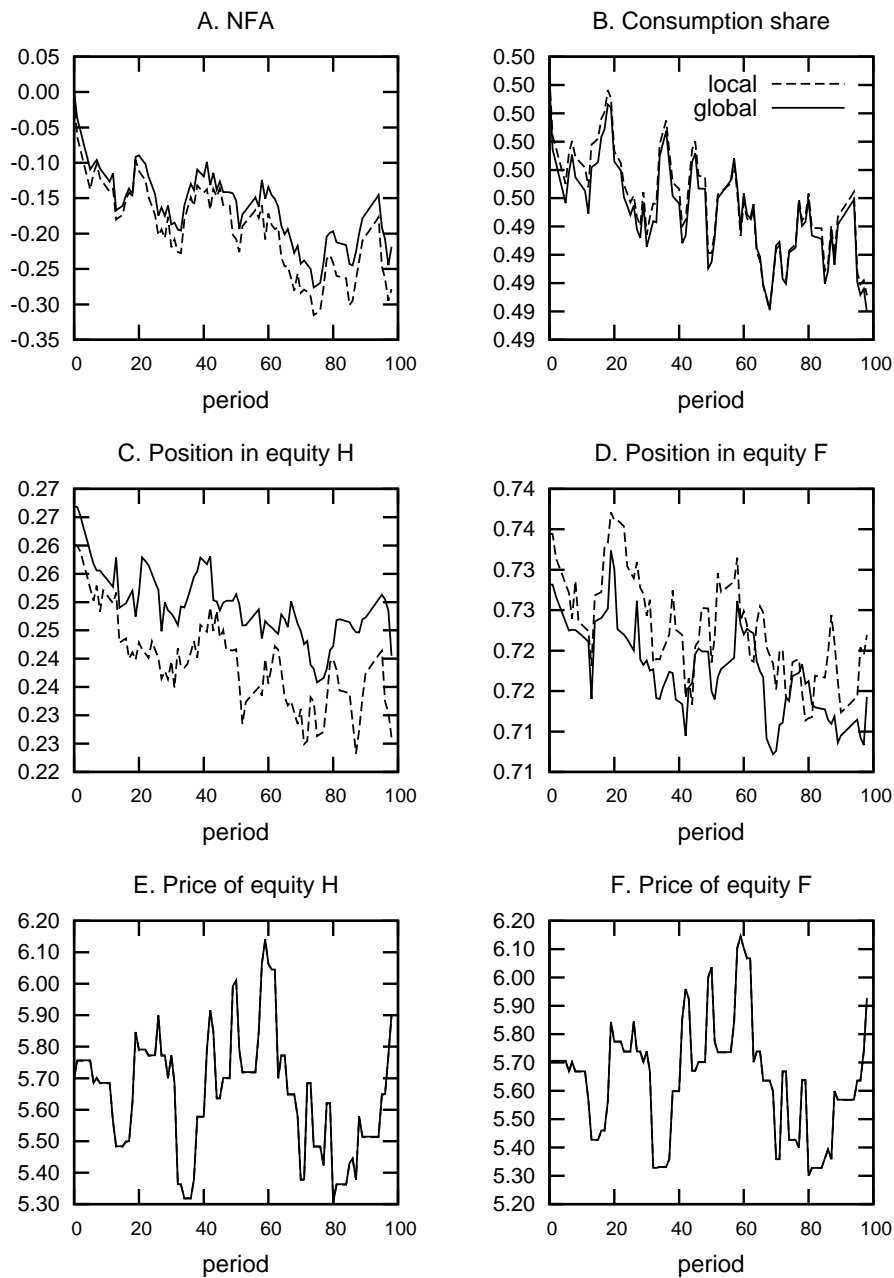 A. NFA
0.05
0.00
-0.05
-0.10
-0.15
-0.20
-0.25
-0.30
-0.35
0 20 40 60 80 100
period
B. Consumption share
local
global
0.50
0.50
0.50
0.50
0.50
0.49
0.49
0.49
0.49
0 20 40 60 80 100
period
C. Position in equity H
0.27
0.27
0.26
0.26
0.25
0.25
0.24
0.24
0.23
0.23
0.22
0 20 40 60 80 100
period
D. Position in equity F
0.74
0.74
0.73
0.73
0.72
0.72
0.71
0.71
0 20 40 60 80 100
period
E. Price of equity H
6.20
6.10
6.00
5.90
5.80
5.70
5.60
5.50
5.40
5.30
0 20 40 60 80 100
period
F. Price of equity F
6.20
6.10
6.00
5.90
5.80
5.70
5.60
5.50
5.40
5.30
5.20
0 20 40 60 80 100
period